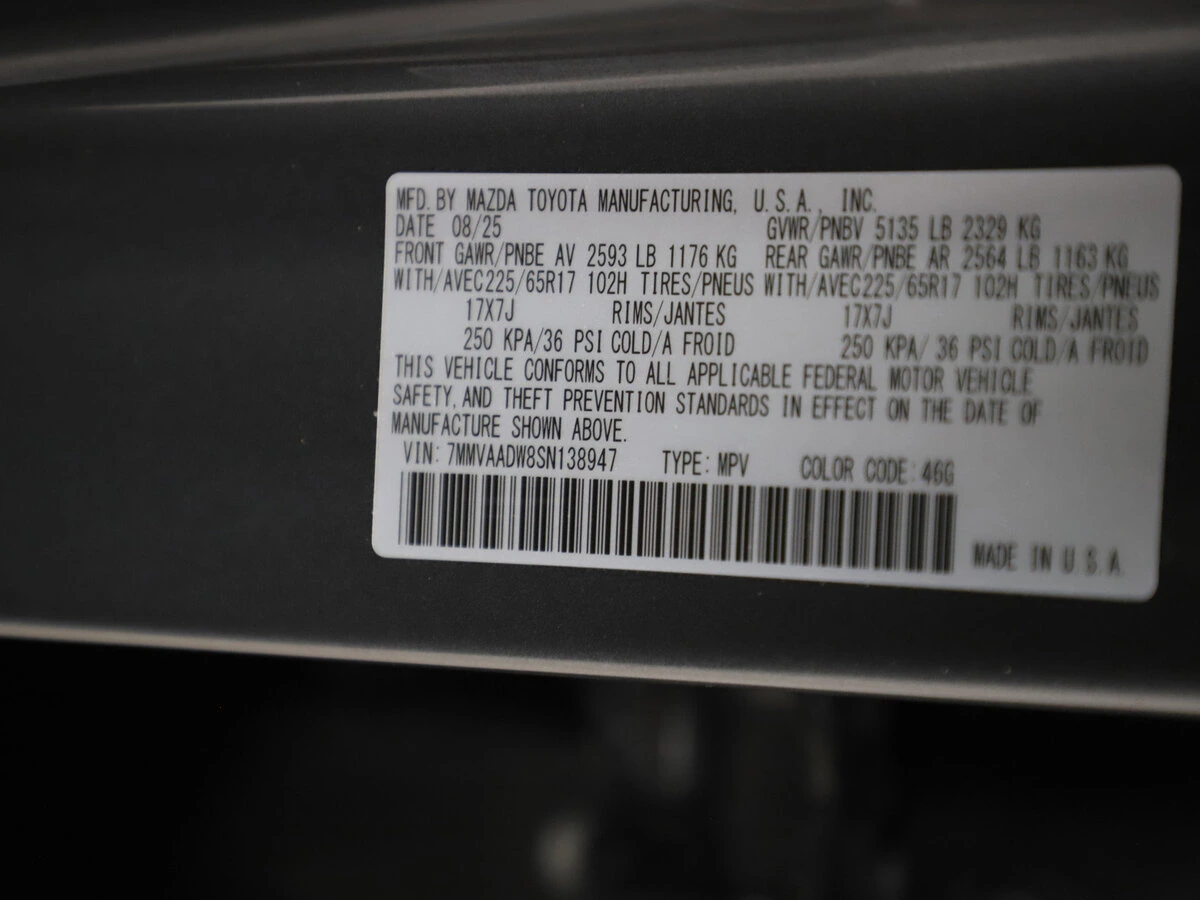 MFD. BY MAZDA TOYOTA MANUFACTURING, U.S.A., INC.
DATE 08/25 GVWR/PNBV 5135 LB 2329 KG
FRONT GAWR/PNBE AV 2593 LB 1176 KG REAR GAWR/PNBE AR 2564 LB 1163 KG
WITH/AVEC225/65R17 102H TIRES/PNEUS WITH/AVEC225/65R17 102H TIRES/PNEUS
17X7J RIMS/JANTES 17X7J RIMS/JANTES
250 KPA/36 PSI COLD/A FROID 250 KPA/ 36 PSI COLD/A FROID
THIS VEHICLE CONFORMS TO ALL APPLICABLE FEDERAL MOTOR VEHICLE
SAFETY, AND THEFT PREVENTION STANDARDS IN EFFECT ON THE DATE OF
MANUFACTURE SHOWN ABOVE.
VIN: 7MMVAADW8SN138947 TYPE: MPV COLOR CODE: 46G
MADE IN U.S.A.